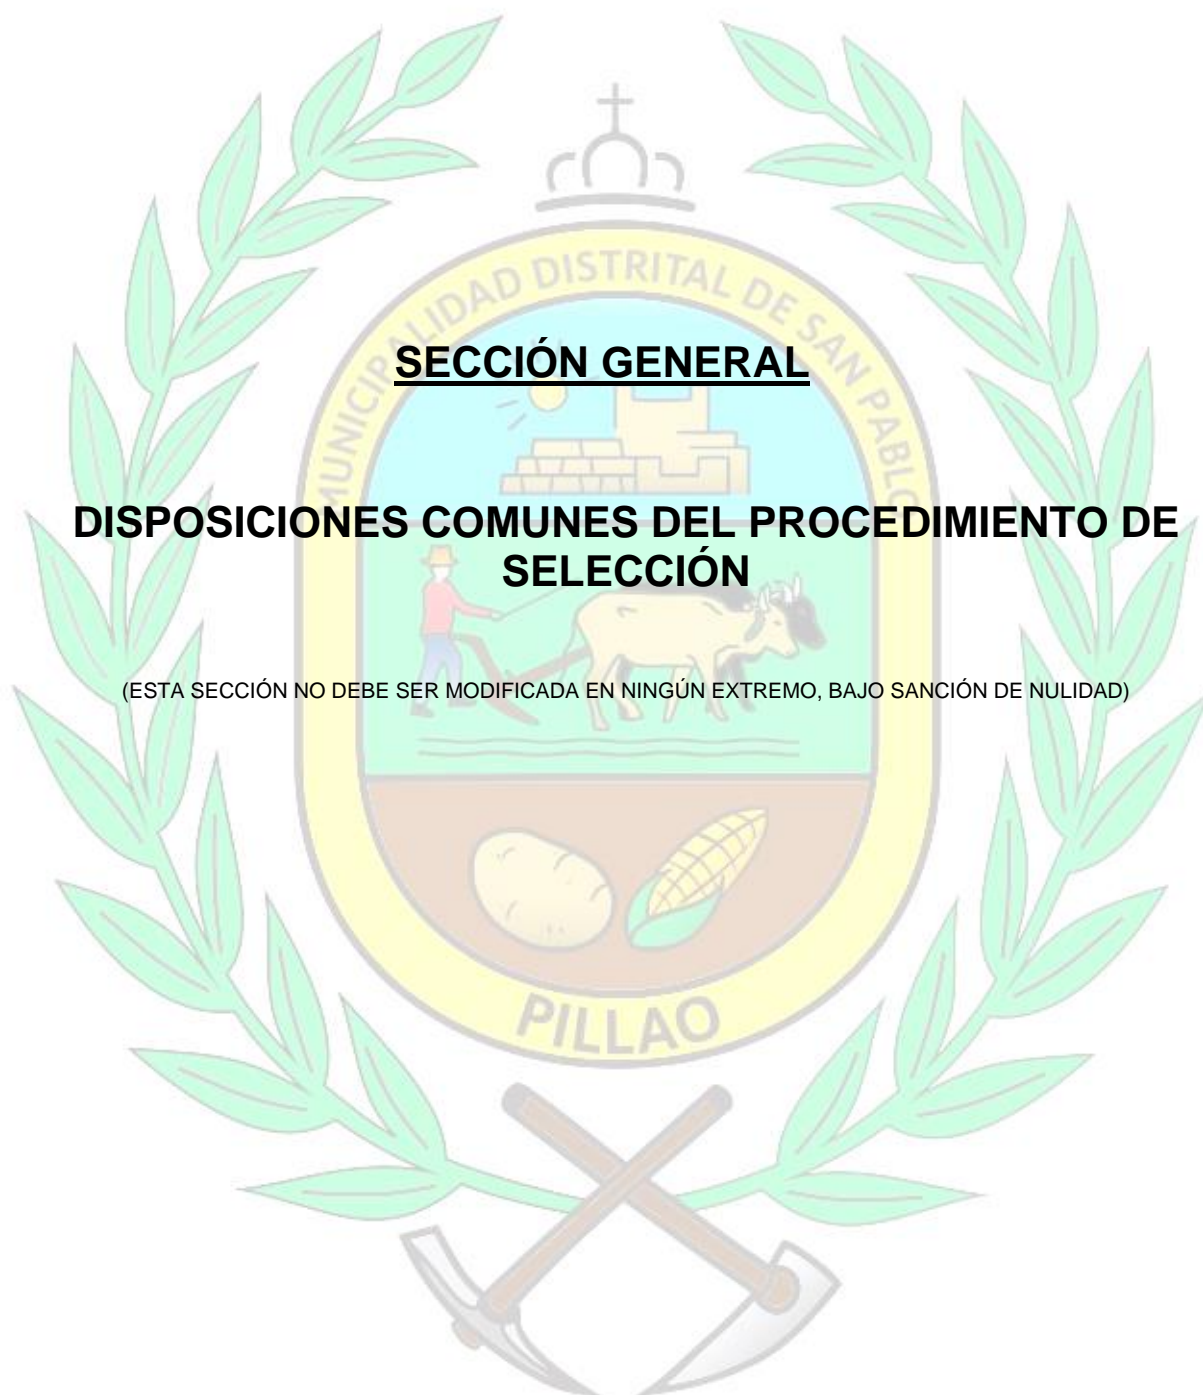 MUNICIPALIDAD DISTRITAL DE SAN PABLO
SECCIÓN GENERAL
DISPOSICIONES COMUNES DEL PROCEDIMIENTO DE
SELECCIÓN
(ESTA SECCIÓN NO DEBE SER MODIFICADA EN NINGÚN EXTREMO, BAJO SANCIÓN DE NULIDAD)
PILLAO